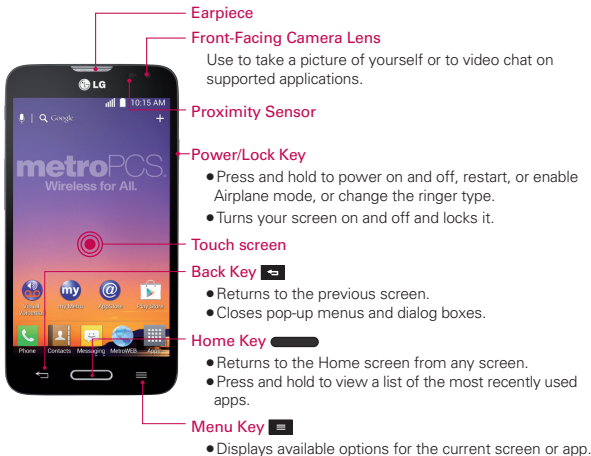 Earpiece
Front-Facing Camera Lens
Use to take a picture of yourself or to video chat on
supported applications.
Proximity Sensor
Power/Lock Key
• Press and hold to power on and off, restart, or enable
Airplane mode, or change the ringer type.
• Turns your screen on and off and locks it.
Touch screen
Back Key
• Returns to the previous screen.
• Closes pop-up menus and dialog boxes.
Home Key
• Returns to the Home screen from any screen.
• Press and hold to view a list of the most recently used
apps.
Menu Key
• Displays available options for the current screen or app.
LG
10:15 AM
Google
metroPCS.
Wireless for All.
Visual
Voicemail
my
myMetro
@
AppStore
Play Store
Phone
Contacts
Messaging
MetroWEB
Apps